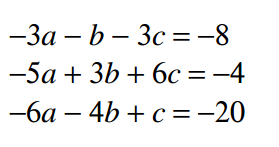 −3a − b − 3c = −8
−5a + 3b + 6c = −4
−6a − 4b + c = −20